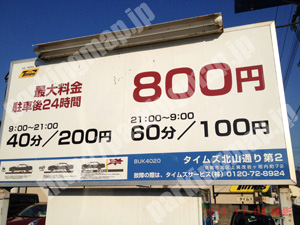 Times
最大料金
駐車後24時間
800円
9:00~21:00
40分/200円
21:00~9:00
60分/100円
BUK4020
タイムズ北山通り第2
故障の際は、タイムズサービス(株) 0120-72-8924